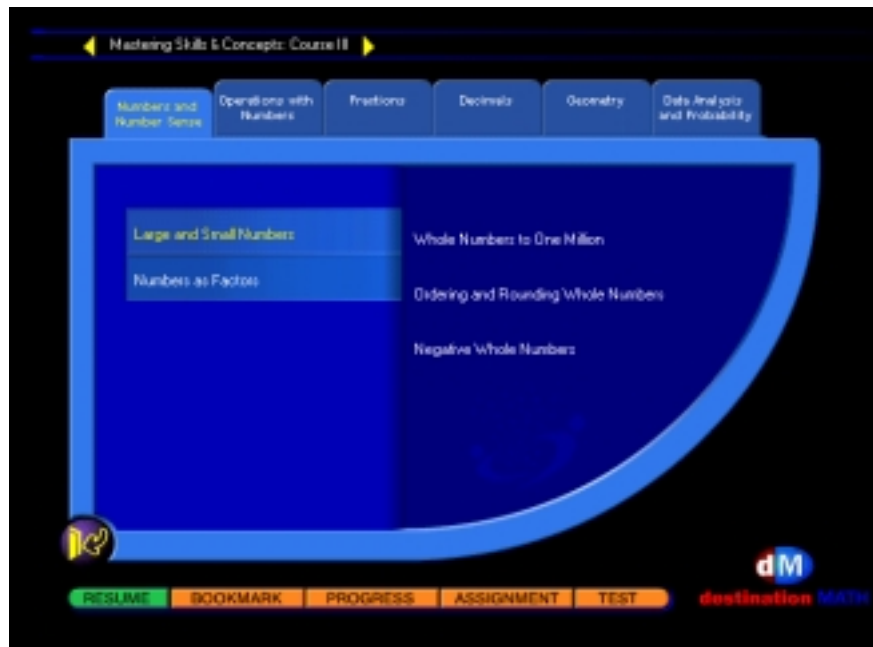 Mastering Skills & Concepts: Course III
Numbers and
Number Sense
Operations with
Numbers
Fractions
Decimals
Geometry
Data Analysis
and Probability
Large and Small Numbers
Numbers as Factors
Whole Numbers to One Million
Ordering and Rounding Whole Numbers
Negative Whole Numbers
dM
destination MATH
RESUME
BOOKMARK
PROGRESS
ASSIGNMENT
TEST